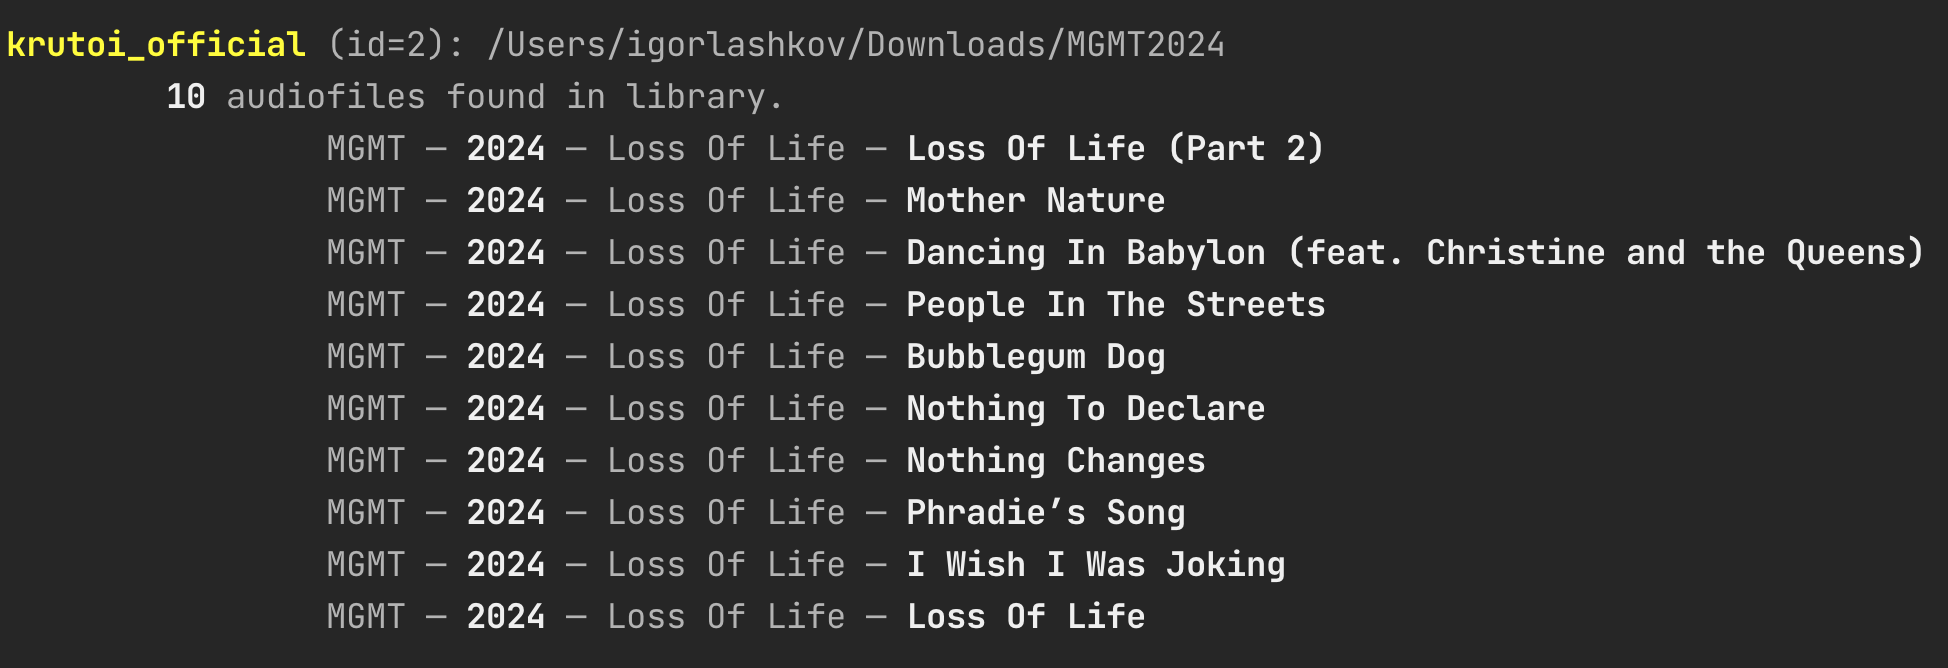 krutoi_official (id=2): /Users/igorlashkov/Downloads/MGMT2024
10 audiofiles found in library.
MGMT — 2024 — Loss Of Life — Loss Of Life (Part 2)
MGMT — 2024 — Loss Of Life — Mother Nature
MGMT — 2024 — Loss Of Life — Dancing In Babylon (feat. Christine and the Queens)
MGMT — 2024 — Loss Of Life — People In The Streets
MGMT — 2024 — Loss Of Life — Bubblegum Dog
MGMT — 2024 — Loss Of Life — Nothing To Declare
MGMT — 2024 — Loss Of Life — Nothing Changes
MGMT — 2024 — Loss Of Life — Phradie’s Song
MGMT — 2024 — Loss Of Life — I Wish I Was Joking
MGMT — 2024 — Loss Of Life — Loss Of Life